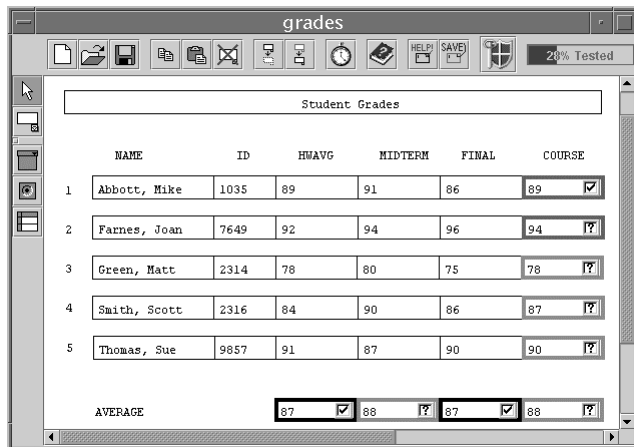 grades
HELP! SAVE)
28% Tested
Student Grades
NAME ID HWAVG MIDTERM FINAL COURSE
1 Abbott, Mike 1035 89 91 86 89
2 Farnes, Joan 7649 92 94 96 94 ?
3 Green, Matt 2314 78 80 75 78 ?
4 Smith, Scott 2316 84 90 86 87 ?
5 Thomas, Sue 9857 91 87 90 90 ?
AVERAGE 87 88 ? 87 88 ?